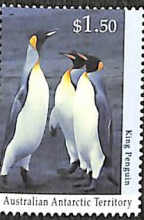 $1.50
King Penguin
Australian Antarctic Territory